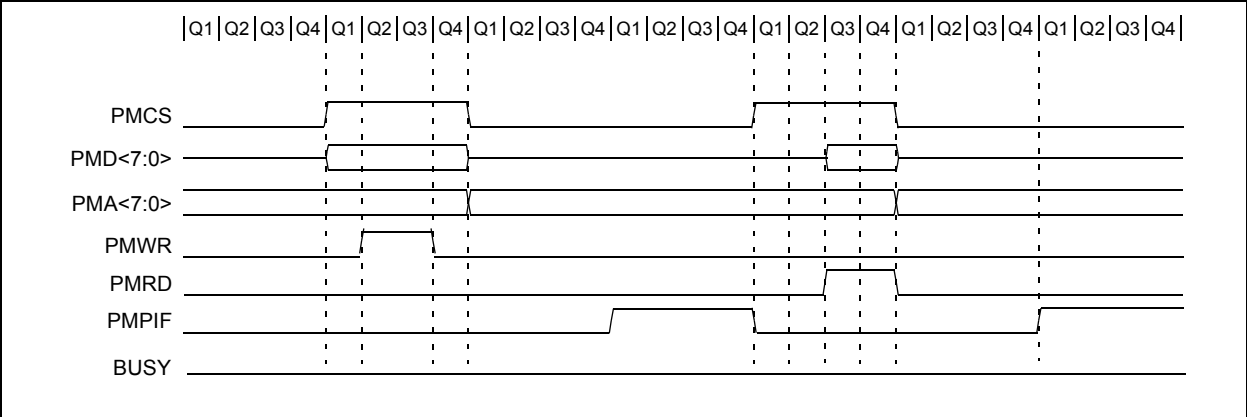 Q1 Q2 Q3 Q4 Q1 Q2 Q3 Q4 Q1 Q2 Q3 Q4 Q1 Q2 Q3 Q4 Q1 Q2 Q3 Q4 Q1 Q2 Q3 Q4 Q1 Q2 Q3 Q4
PMCS
PMD<7:0>
PMA<7:0>
PMWR
PMRD
PMPIF
BUSY